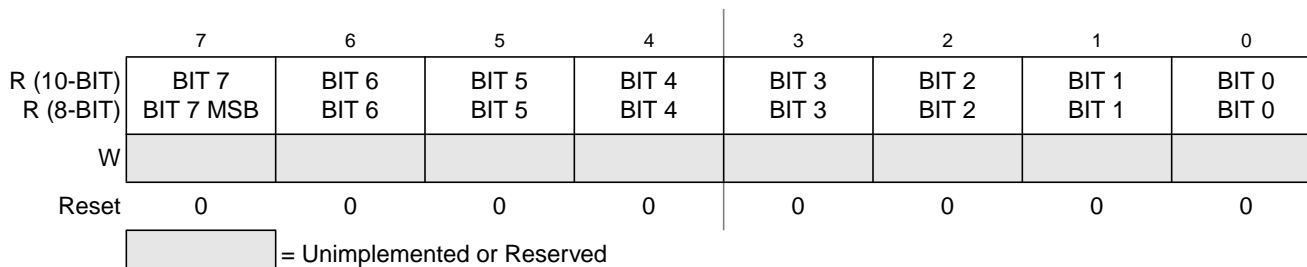 7 6 5 4 3 2 1 0
R (10-BIT) BIT 7 BIT 6 BIT 5 BIT 4 BIT 3 BIT 2 BIT 1 BIT 0
R (8-BIT) BIT 7 MSB BIT 6 BIT 5 BIT 4 BIT 3 BIT 2 BIT 1 BIT 0
W
Reset 0 0 0 0 0 0 0 0
= Unimplemented or Reserved